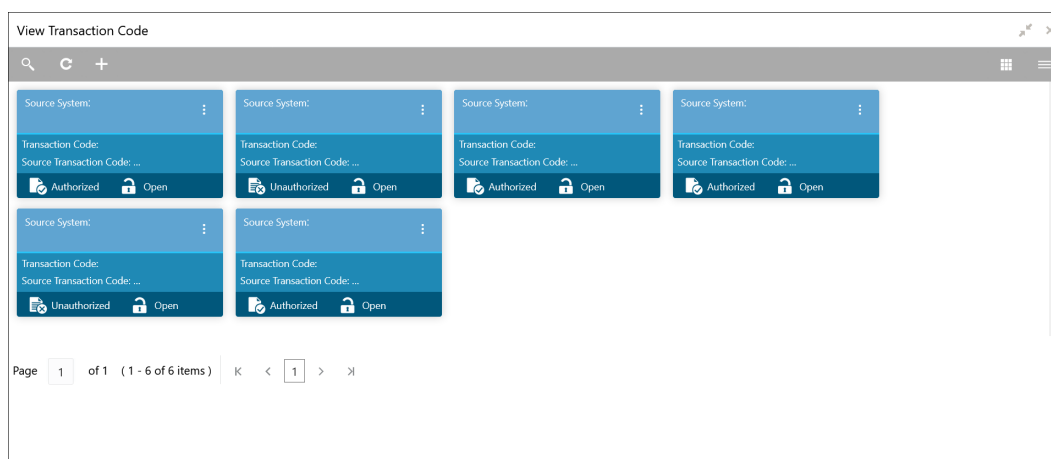 View Transaction Code
Source System:
Transaction Code:
Source Transaction Code: ...
Authorized Open
Source System:
Transaction Code:
Source Transaction Code: ...
Unauthorized Open
Source System:
Transaction Code:
Source Transaction Code: ...
Authorized Open
Source System:
Transaction Code:
Source Transaction Code: ...
Authorized Open
Source System:
Transaction Code:
Source Transaction Code: ...
Unauthorized Open
Source System:
Transaction Code:
Source Transaction Code: ...
Authorized Open
Page 1 of 1 ( 1 - 6 of 6 items ) 1